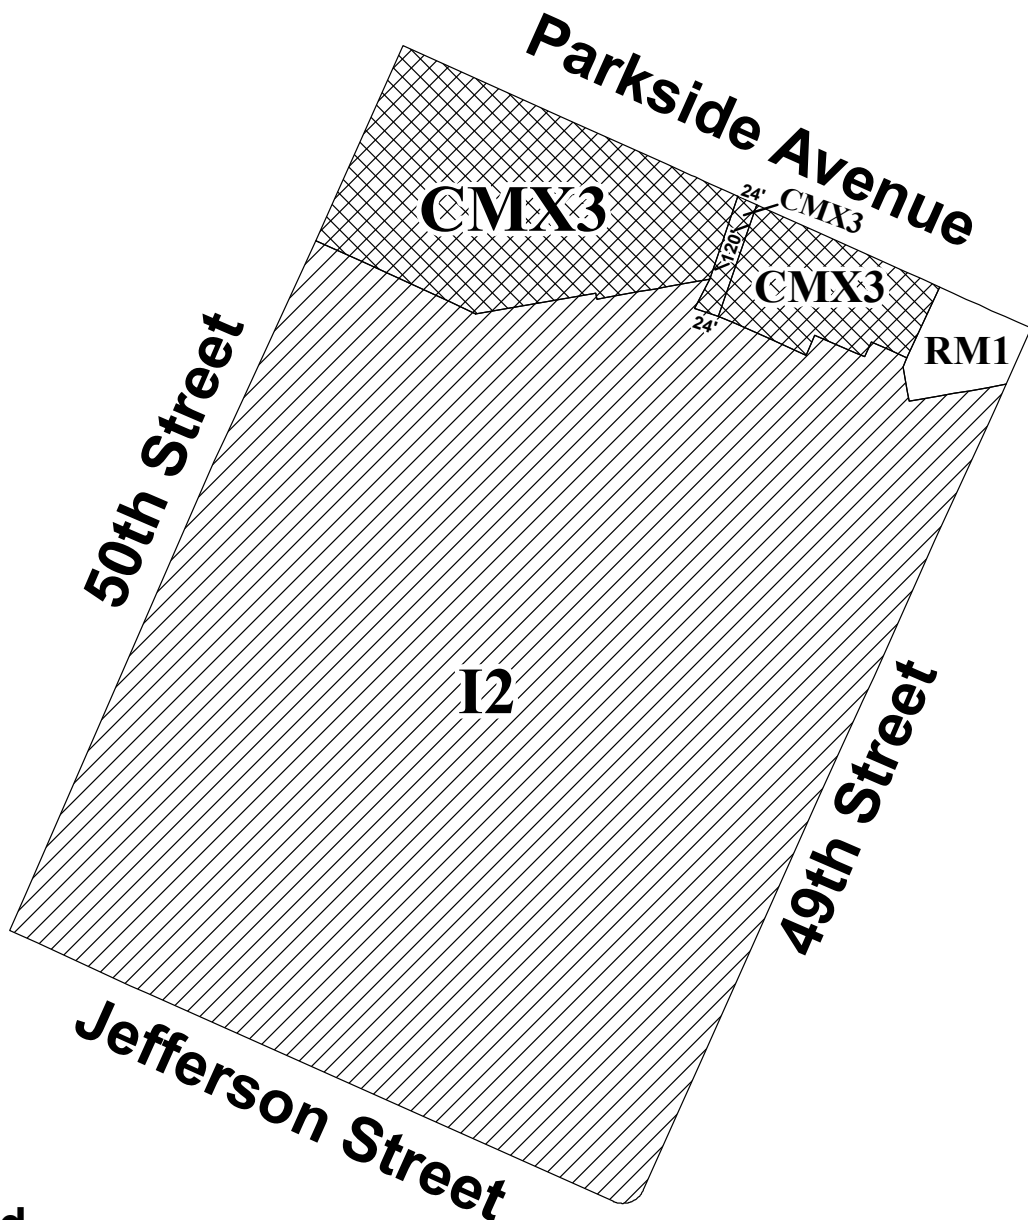 Parkside Avenue
24'
CMX3
CMX3
120'
CMX3
24'
RM1
50th Street
I2
49th Street
Jefferson Street